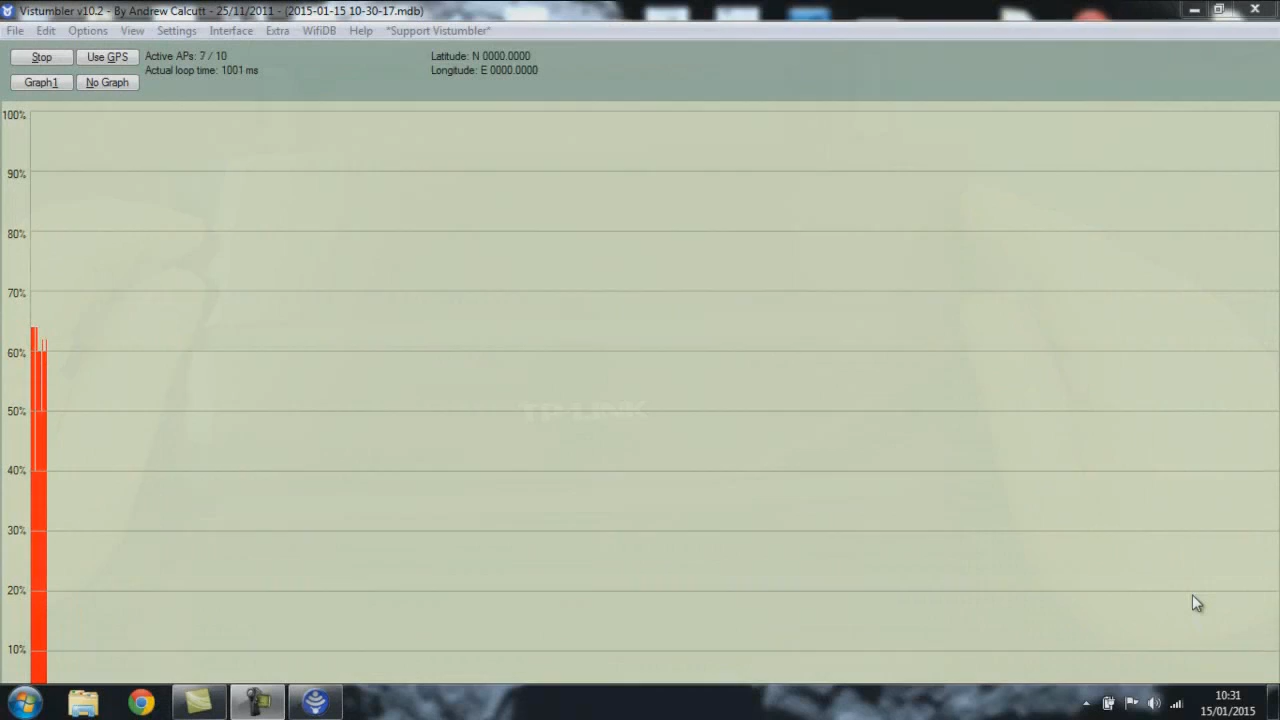 Vistumbler v10.2 - By Andrew Calcutt - 25/11/2011 - (2015-01-15 10-30-17.mdb)
File Edit Options View Settings Interface Extra WifiDB Help *Support Vistumbler*
Stop Use GPS Active APs: 7 / 10 Latitude: N 0000.0000
Actual loop time: 1001 ms Longitude: E 0000.0000
Graph1 No Graph
100%
90%
80%
70%
60%
TP-LINK
50%
40%
30%
20%
10%
10:31
15/01/2015